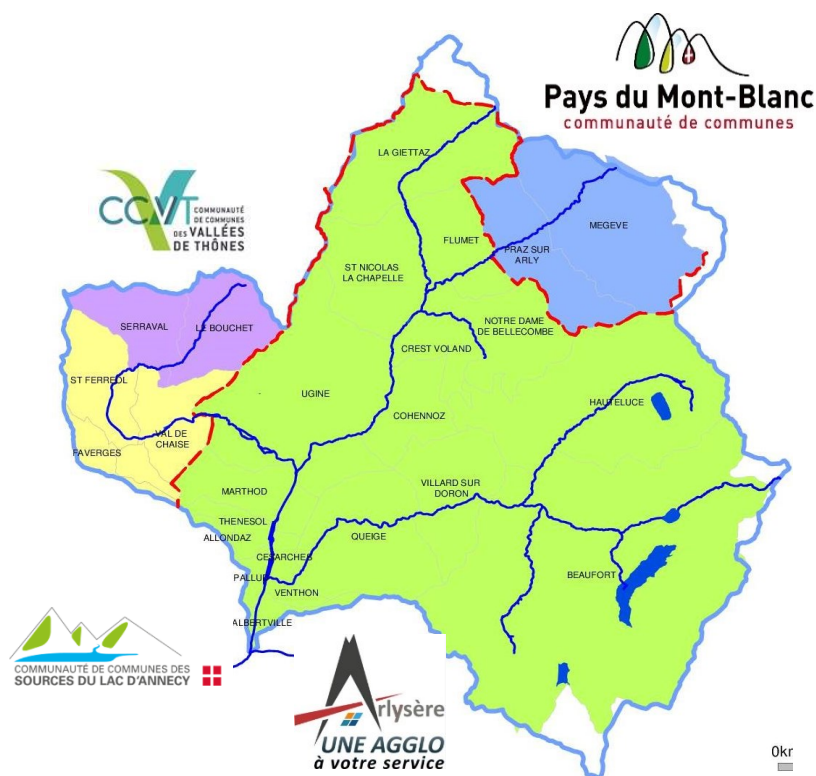 Pays du Mont-Blanc
communauté de communes
LA GIETTAZ
CCVT
COMMUNAUTÉ
DE COMMUNES
DES VALLÉES
DE THÔNES
FLUMET
MEGEVE
PRAZ SUR
ARLY
ST NICOLAS
LA CHAPELLE
SERRAVAL
LE BOUCHET
NOTRE DAME
DE BELLECOMBE
CREST VOLAND
ST FERREOL
UGINE
HAUTELUCE
COHENNOZ
VAL DE
CHAISE
FAVERGES
MARTHOD
VILLARD SUR
DORON
THENESOL
ALLONDAZ
QUEIGE
CESARCHES
PALLUD
BEAUFORT
VENTHON
ALBERTVILLE
COMMUNAUTÉ DE COMMUNES DES
SOURCES DU LAC D'ANNECY
Arlysère
UNE AGGLO
à votre service